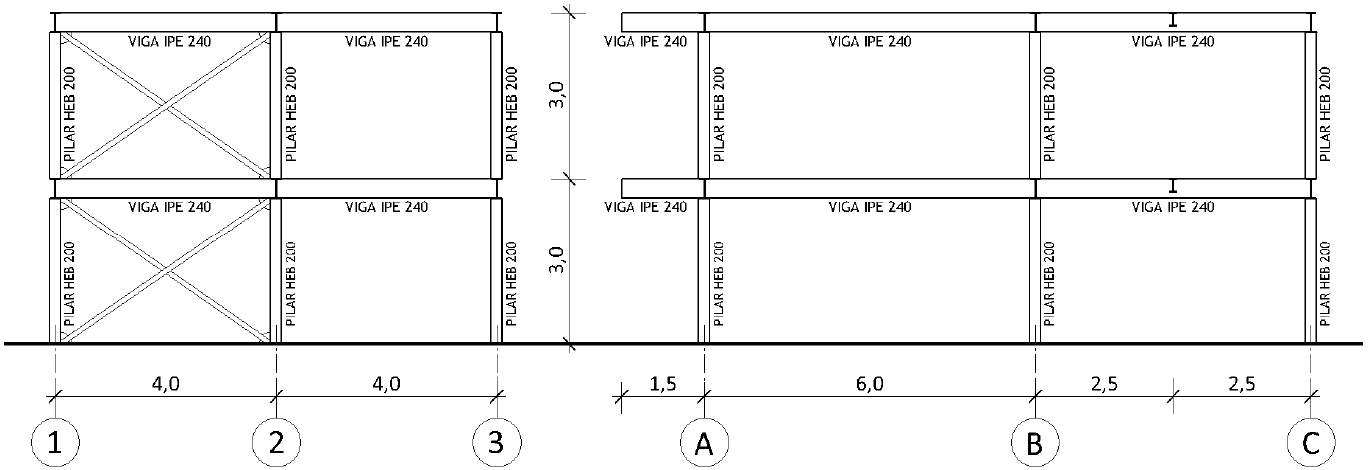 VIGA IPE 240
VIGA IPE 240
VIGA IPE 240
VIGA IPE 240
VIGA IPE 240
PILAR HEB 200
PILAR HEB 200
PILAR HEB 200
3,0
PILAR HEB 200
PILAR HEB 200
PILAR HEB 200
VIGA IPE 240
VIGA IPE 240
VIGA IPE 240
VIGA IPE 240
VIGA IPE 240
PILAR HEB 200
PILAR HEB 200
PILAR HEB 200
3,0
PILAR HEB 200
PILAR HEB 200
PILAR HEB 200
4,0
4,0
1,5
6,0
2,5
2,5
1
2
3
A
B
C